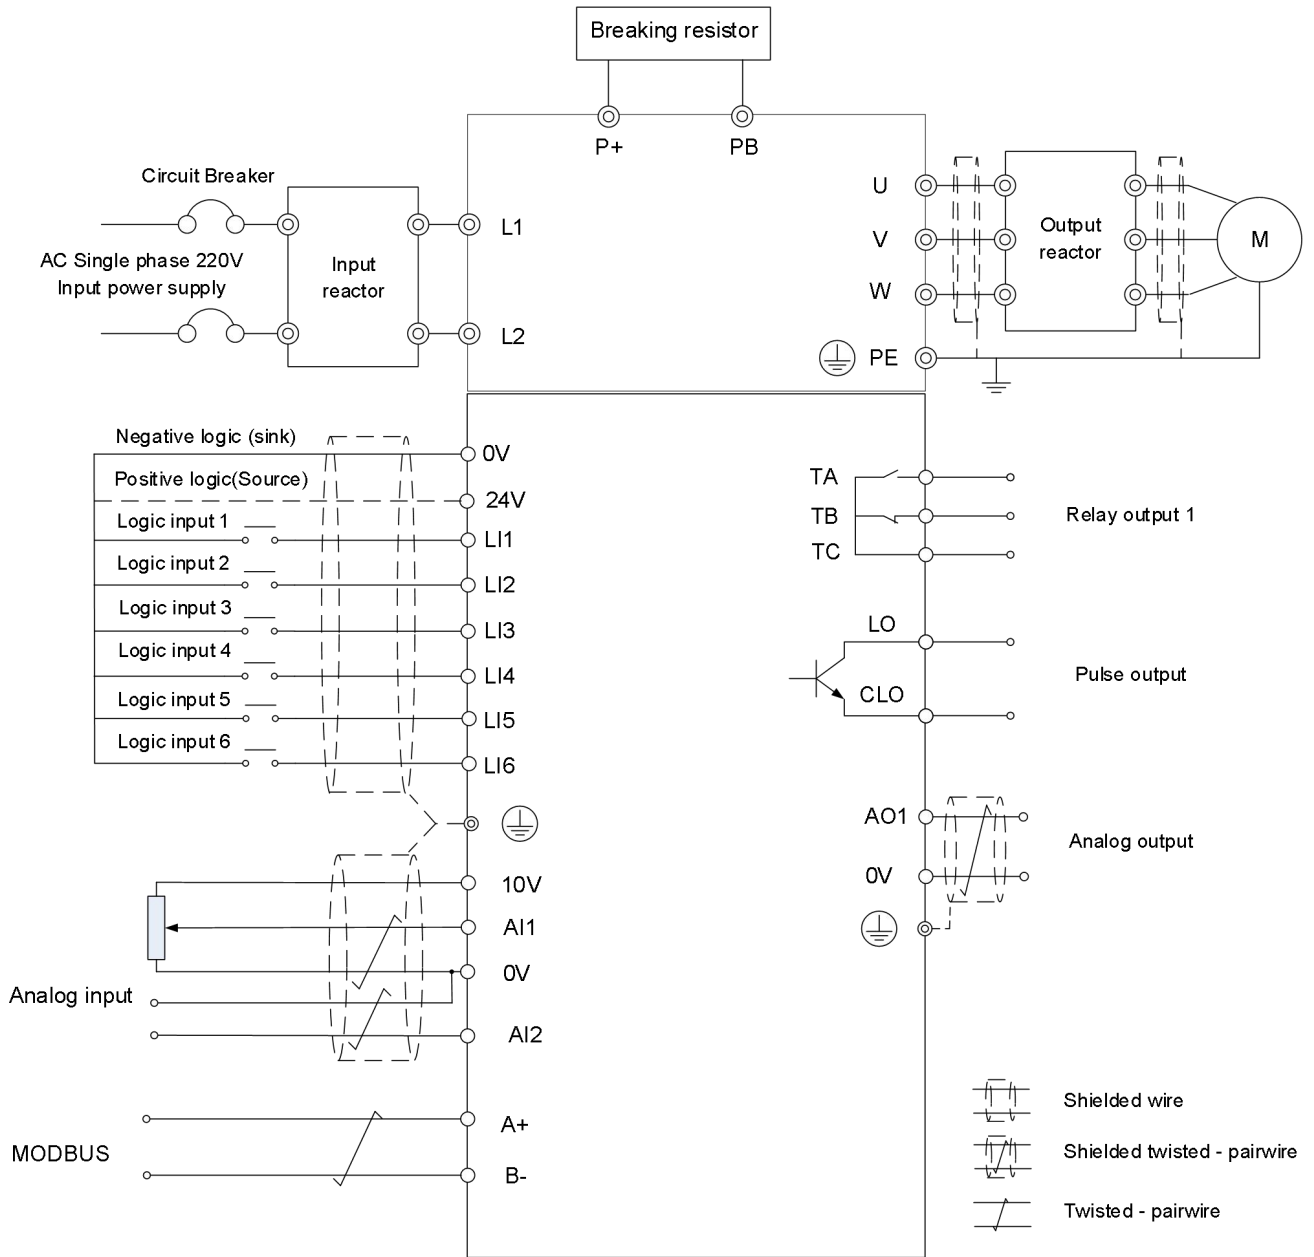 Breaking resistor
P+
PB
Circuit Breaker
AC Single phase 220V
Input power supply
Input
reactor
L1
L2
U
V
W
PE
Output
reactor
M
Negative logic (sink)
0V
Positive logic(Source)
24V
Logic input 1
LI1
Logic input 2
LI2
Logic input 3
LI3
Logic input 4
LI4
Logic input 5
LI5
Logic input 6
LI6
TA
TB
TC
Relay output 1
LO
CLO
Pulse output
AO1
0V
Analog output
10V
AI1
0V
Analog input
AI2
MODBUS
A+
B-
Shielded wire
Shielded twisted - pairwire
Twisted - pairwire